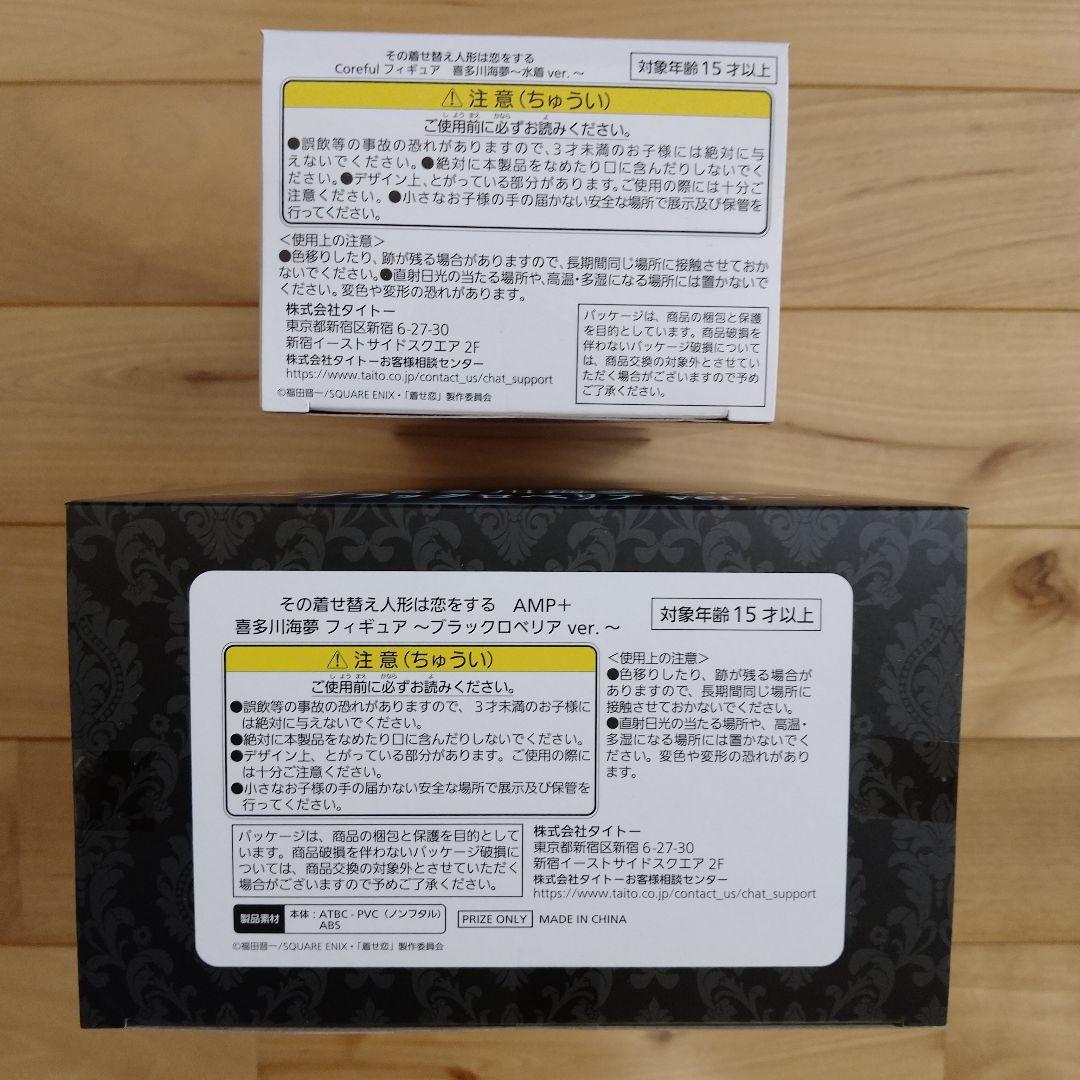 その着せ替え人形は恋をする
Coreful フィギュア　喜多川海夢～水着 ver.～
対象年齢15才以上
⚠注意(ちゅうい)
ご使用前に必ずお読みください。
●誤飲等の事故の恐れがありますので、3才未満のお子様には絶対に与
えないでください。●絶対に本製品をなめたり口に含んだりしないでく
ださい。●デザイン上、とがっている部分があります。ご使用の際には十分ご
注意ください。●小さなお子様の手の届かない安全な場所で展示及び保管を
行ってください。
＜使用上の注意＞
●色移りしたり、跡が残る場合がありますので、長期間同じ場所に接触させておか
ないでください。●直射日光の当たる場所や、高温・多湿になる場所には置かないで
ください。変色や変形の恐れがあります。
株式会社タイトー
東京都新宿区新宿 6-27-30
新宿イーストサイドスクエア 2F
株式会社タイトーお客様相談センター
https://www.taito.co.jp/contact_us/chat_support
©福田晋一/SQUARE ENIX・「着せ恋」製作委員会
パッケージは、商品の梱包と保護
を目的としています。商品破損を
伴わないパッケージ破損について
は、商品交換の対象外とさせてい
ただく場合がございますので予め
ご了承ください。
その着せ替え人形は恋をする　AMP＋
喜多川海夢 フィギュア ～ブラックロベリア ver.～
対象年齢15才以上
⚠注意(ちゅうい)
ご使用前に必ずお読みください。
●誤飲等の事故の恐れがありますので、3才未満のお子様に
は絶対に与えないでください。
●絶対に本製品をなめたり口に含んだりしないでください。
●デザイン上、とがっている部分があります。ご使用の際に
は十分ご注意ください。
●小さなお子様の手の届かない安全な場所で展示及び保管を
行ってください。
＜使用上の注意＞
●色移りしたり、跡が残る場合が
ありますので、長期間同じ場所に
接触させておかないでください。
●直射日光の当たる場所や、高温・
多湿になる場所には置かないでく
ださい。変色や変形の恐れがあり
ます。
パッケージは、商品の梱包と保護を目的として
います。商品破損を伴わないパッケージ破損に
ついては、商品交換の対象外とさせていただく
場合がございますので予めご了承ください。
株式会社タイトー
東京都新宿区新宿 6-27-30
新宿イーストサイドスクエア 2F
株式会社タイトーお客様相談センター
https://www.taito.co.jp/contact_us/chat_support
製品素材 本体：ATBC-PVC（ノンフタル）
ABS
PRIZE ONLY MADE IN CHINA
©福田晋一/SQUARE ENIX・「着せ恋」製作委員会